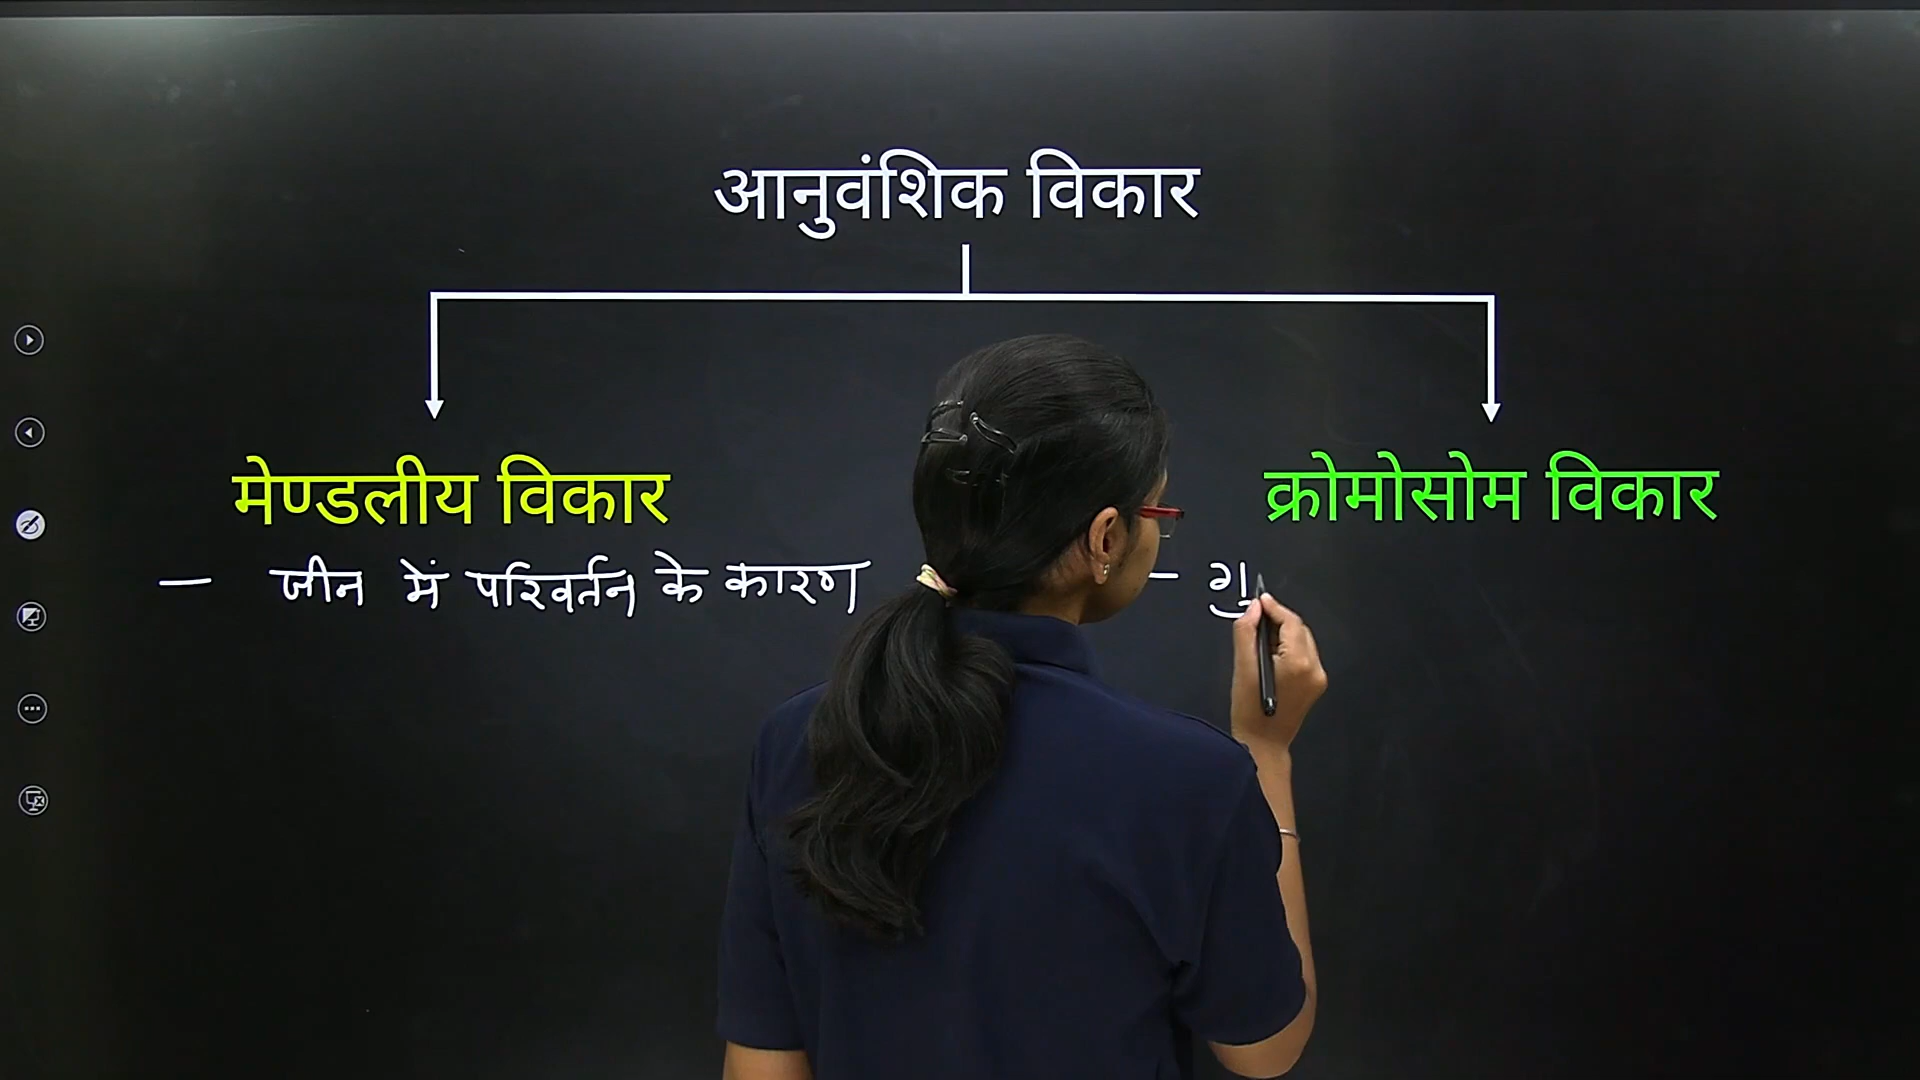 आनुवंशिक विकार
मेण्डलीय विकार
क्रोमोसोम विकार
— जीन में परिवर्तन के कारण
— गु